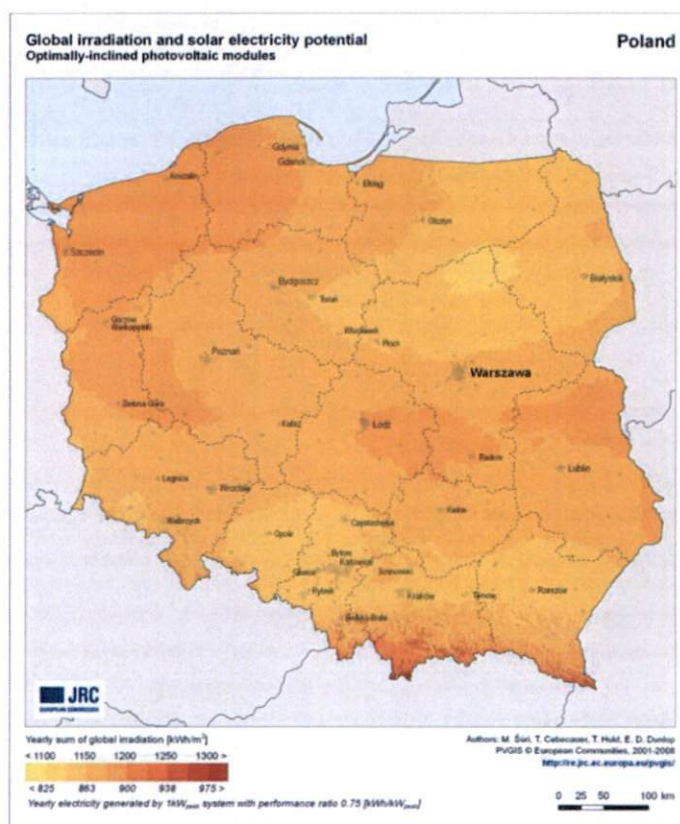 Global irradiation and solar electricity potential
Optimally-inclined photovoltaic modules
Poland
Gdynia
Gdańsk
Koszalin
Elbląg
Olsztyn
Szczecin
Białystok
Bydgoszcz
Toruń
Gorzów
Wielkopolski
Włocławek
Płock
Poznań
Warszawa
Zielona Góra
Kalisz
Łódź
Radom
Lublin
Legnica
Wrocław
Wałbrzych
Kielce
Częstochowa
Opole
Bytom
Katowice
Gliwice
Sosnowiec
Rybnik
Kraków
Tarnów
Rzeszów
Bielsko-Biała
JRC
EUROPEAN COMMISSION
Yearly sum of global irradiation [kWh/m²]
< 1100 1150 1200 1250 1300 >
< 825 863 900 938 975 >
Yearly electricity generated by 1kWpeak system with performance ratio 0.75 [kWh/kWpeak]
Authors: M. Šúri, T. Cebecauer, T. Huld, E. D. Dunlop
PVGIS © European Communities, 2001-2008
http://re.jrc.ec.europa.eu/pvgis/
0 25 50 100 km